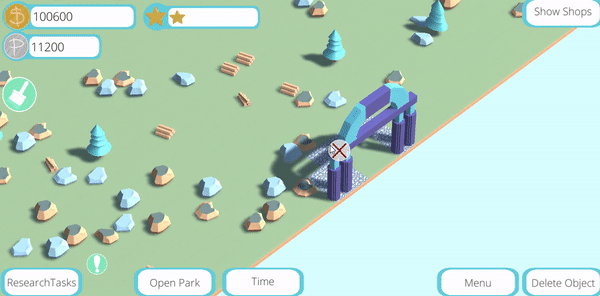 100600
Show Shops
11200
ResearchTasks
Open Park
Time
Menu
Delete Object